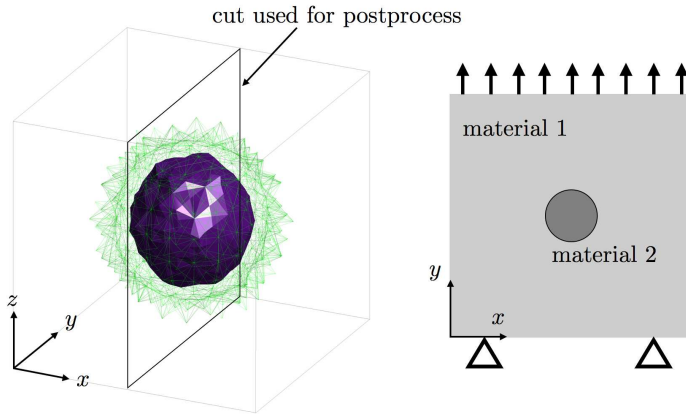 cut used for postprocess
z
y
x
material 1
material 2
y
x